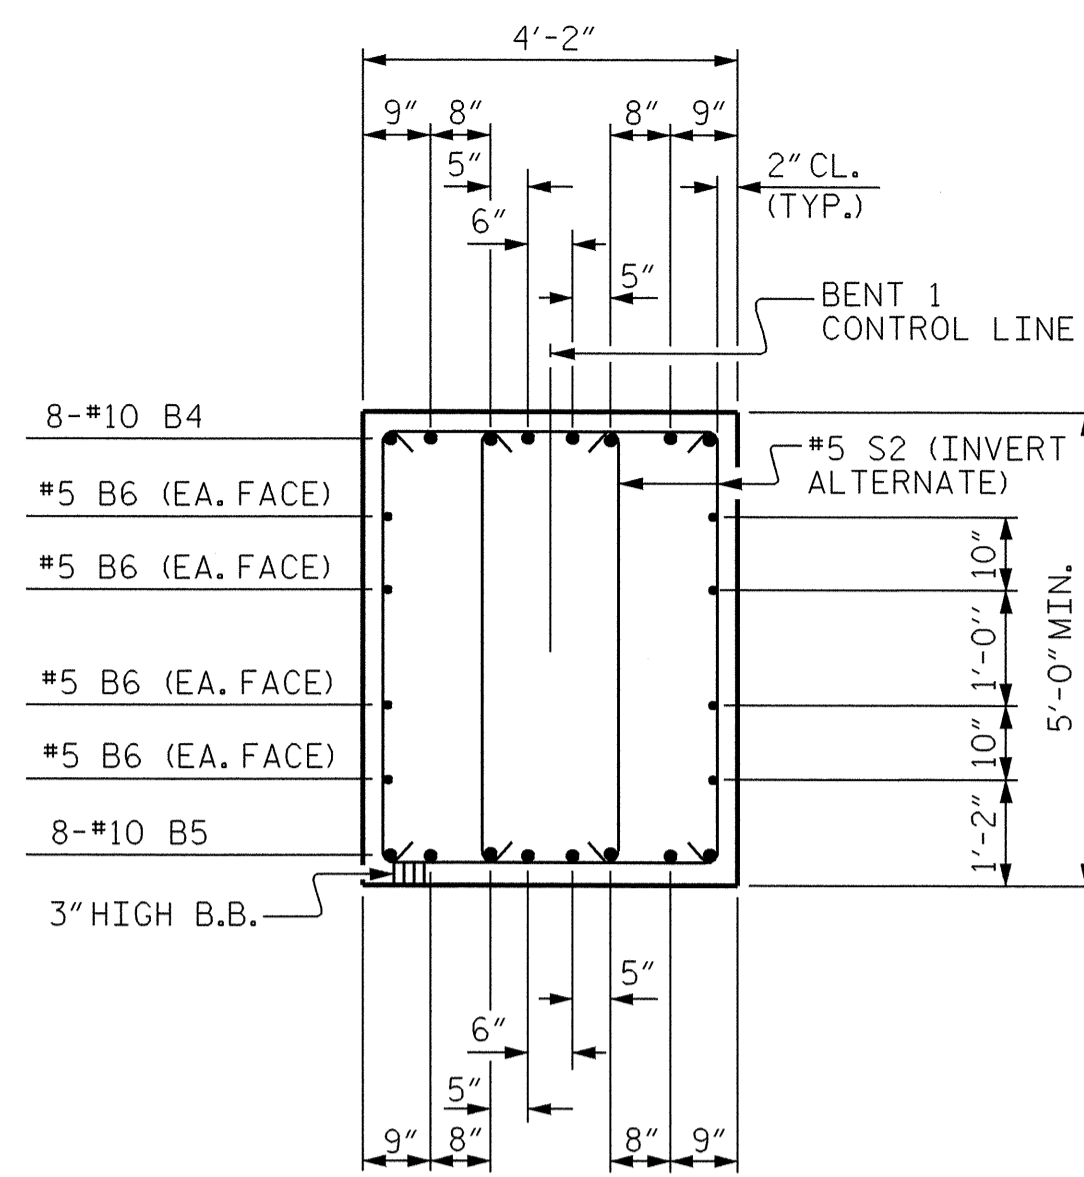 4'-2"
9" 8" 8" 9"
5" 2" CL.
(TYP.)
6"
5"
BENT 1
CONTROL LINE
8-#10 B4
#5 S2 (INVERT
ALTERNATE)
#5 B6 (EA. FACE)
#5 B6 (EA. FACE)
10"
1'-0"
5'-0" MIN.
#5 B6 (EA. FACE)
#5 B6 (EA. FACE)
10"
8-#10 B5
1'-2"
3" HIGH B.B.
5"
6"
5"
9" 8" 8" 9"